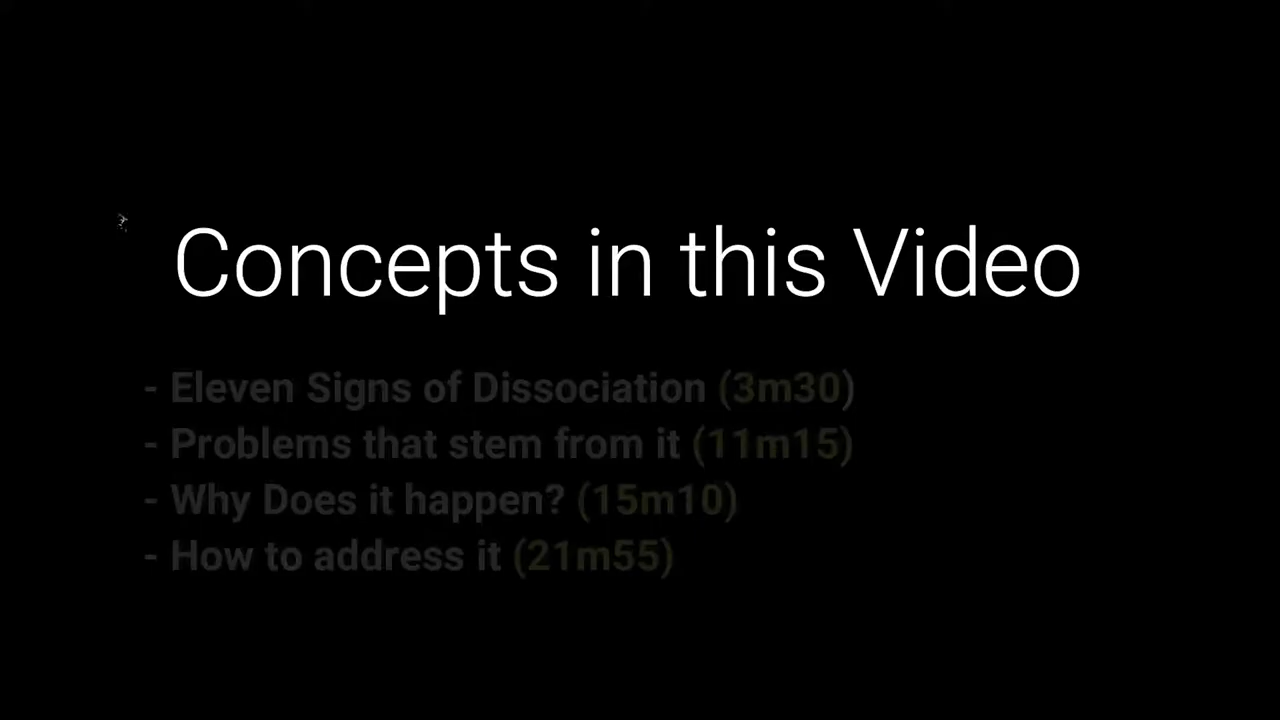 Concepts in this Video
- Eleven Signs of Dissociation (3m30)
- Problems that stem from it (11m15)
- Why Does it happen? (15m10)
- How to address it (21m55)